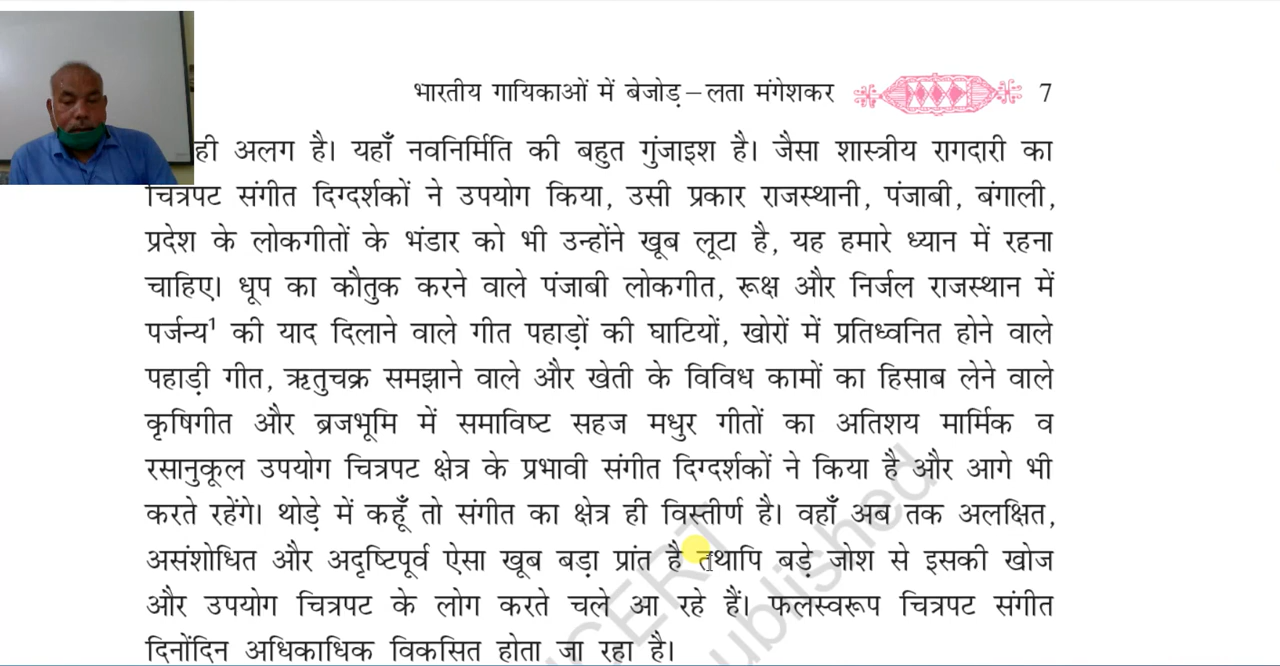 भारतीय गायिकाओं में बेजोड़ – लता मंगेशकर 7
ही अलग है। यहाँ नवनिर्मिति की बहुत गुंजाइश है। जैसा शास्त्रीय रागदारी का
चित्रपट संगीत दिग्दर्शकों ने उपयोग किया, उसी प्रकार राजस्थानी, पंजाबी, बंगाली,
प्रदेश के लोकगीतों के भंडार को भी उन्होंने खूब लूटा है, यह हमारे ध्यान में रहना
चाहिए। धूप का कौतुक करने वाले पंजाबी लोकगीत, रूक्ष और निर्जल राजस्थान में
पर्जन्य¹ की याद दिलाने वाले गीत पहाड़ों की घाटियों, खोरों में प्रतिध्वनित होने वाले
पहाड़ी गीत, ऋतुचक्र समझाने वाले और खेती के विविध कामों का हिसाब लेने वाले
कृषिगीत और ब्रजभूमि में समाविष्ट सहज मधुर गीतों का अतिशय मार्मिक व
रसानुकूल उपयोग चित्रपट क्षेत्र के प्रभावी संगीत दिग्दर्शकों ने किया है और आगे भी
करते रहेंगे। थोड़े में कहूँ तो संगीत का क्षेत्र ही विस्तीर्ण है। वहाँ अब तक अलक्षित,
असंशोधित और अदृष्टिपूर्व ऐसा खूब बड़ा प्रांत है तथापि बड़े जोश से इसकी खोज
और उपयोग चित्रपट के लोग करते चले आ रहे हैं। फलस्वरूप चित्रपट संगीत
दिनोंदिन अधिकाधिक विकसित होता जा रहा है।
NCERT